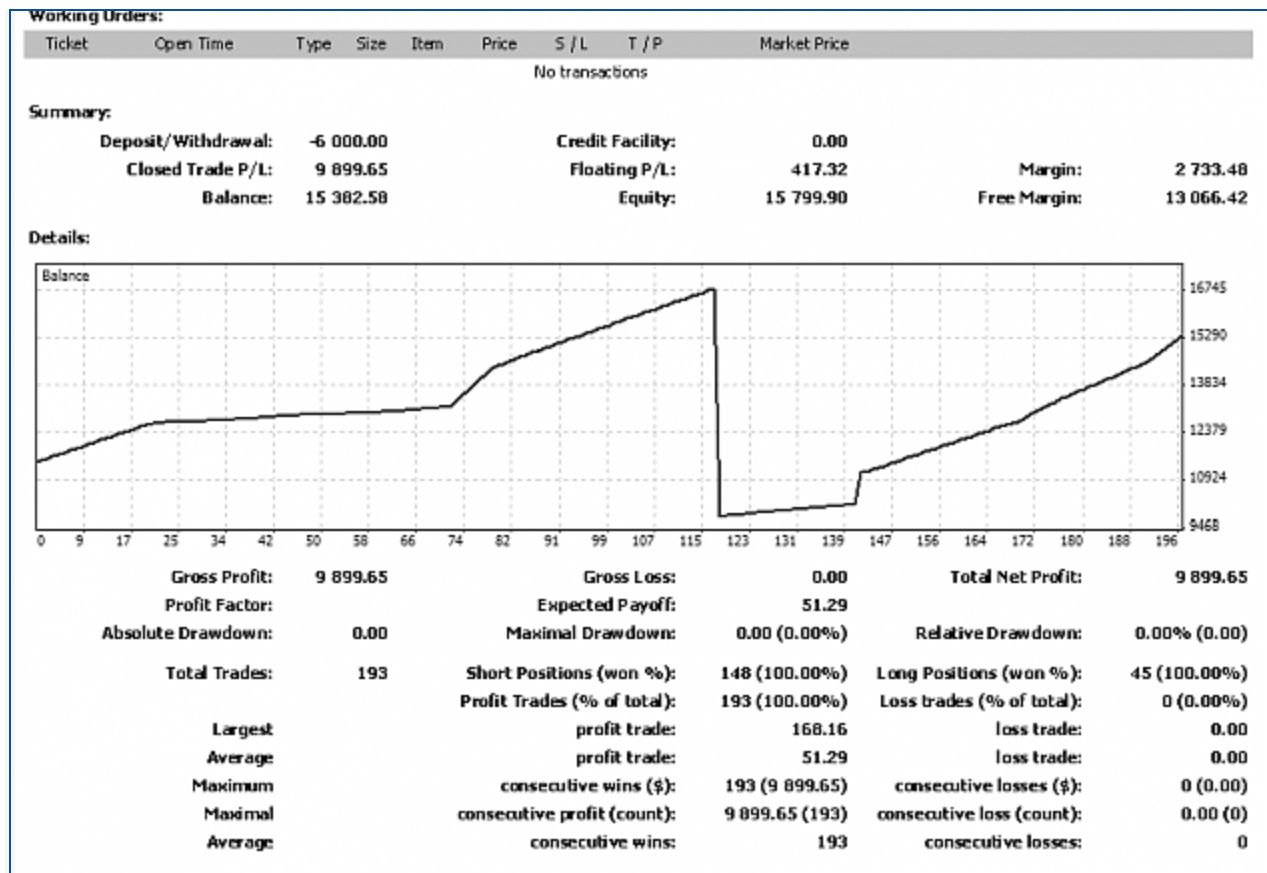 Working Orders:
Ticket Open Time Type Size Item Price S / L T / P Market Price
No transactions
Summary:
Deposit/Withdrawal: -6 000.00 Credit Facility: 0.00
Closed Trade P/L: 9 899.65 Floating P/L: 417.32 Margin: 2 733.48
Balance: 15 382.58 Equity: 15 799.90 Free Margin: 13 066.42
Details:
Balance
16745
15290
13834
12379
10924
9468
0 9 17 25 34 42 50 58 66 74 82 91 99 107 115 123 131 139 147 156 164 172 180 188 196
Gross Profit: 9 899.65 Gross Loss: 0.00 Total Net Profit: 9 899.65
Profit Factor: Expected Payoff: 51.29
Absolute Drawdown: 0.00 Maximal Drawdown: 0.00 (0.00%) Relative Drawdown: 0.00% (0.00)
Total Trades: 193 Short Positions (won %): 148 (100.00%) Long Positions (won %): 45 (100.00%)
Profit Trades (% of total): 193 (100.00%) Loss trades (% of total): 0 (0.00%)
Largest profit trade: 168.16 loss trade: 0.00
Average profit trade: 51.29 loss trade: 0.00
Maximum consecutive wins ($): 193 (9 899.65) consecutive losses ($): 0 (0.00)
Maximal consecutive profit (count): 9 899.65 (193) consecutive loss (count): 0.00 (0)
Average consecutive wins: 193 consecutive losses: 0